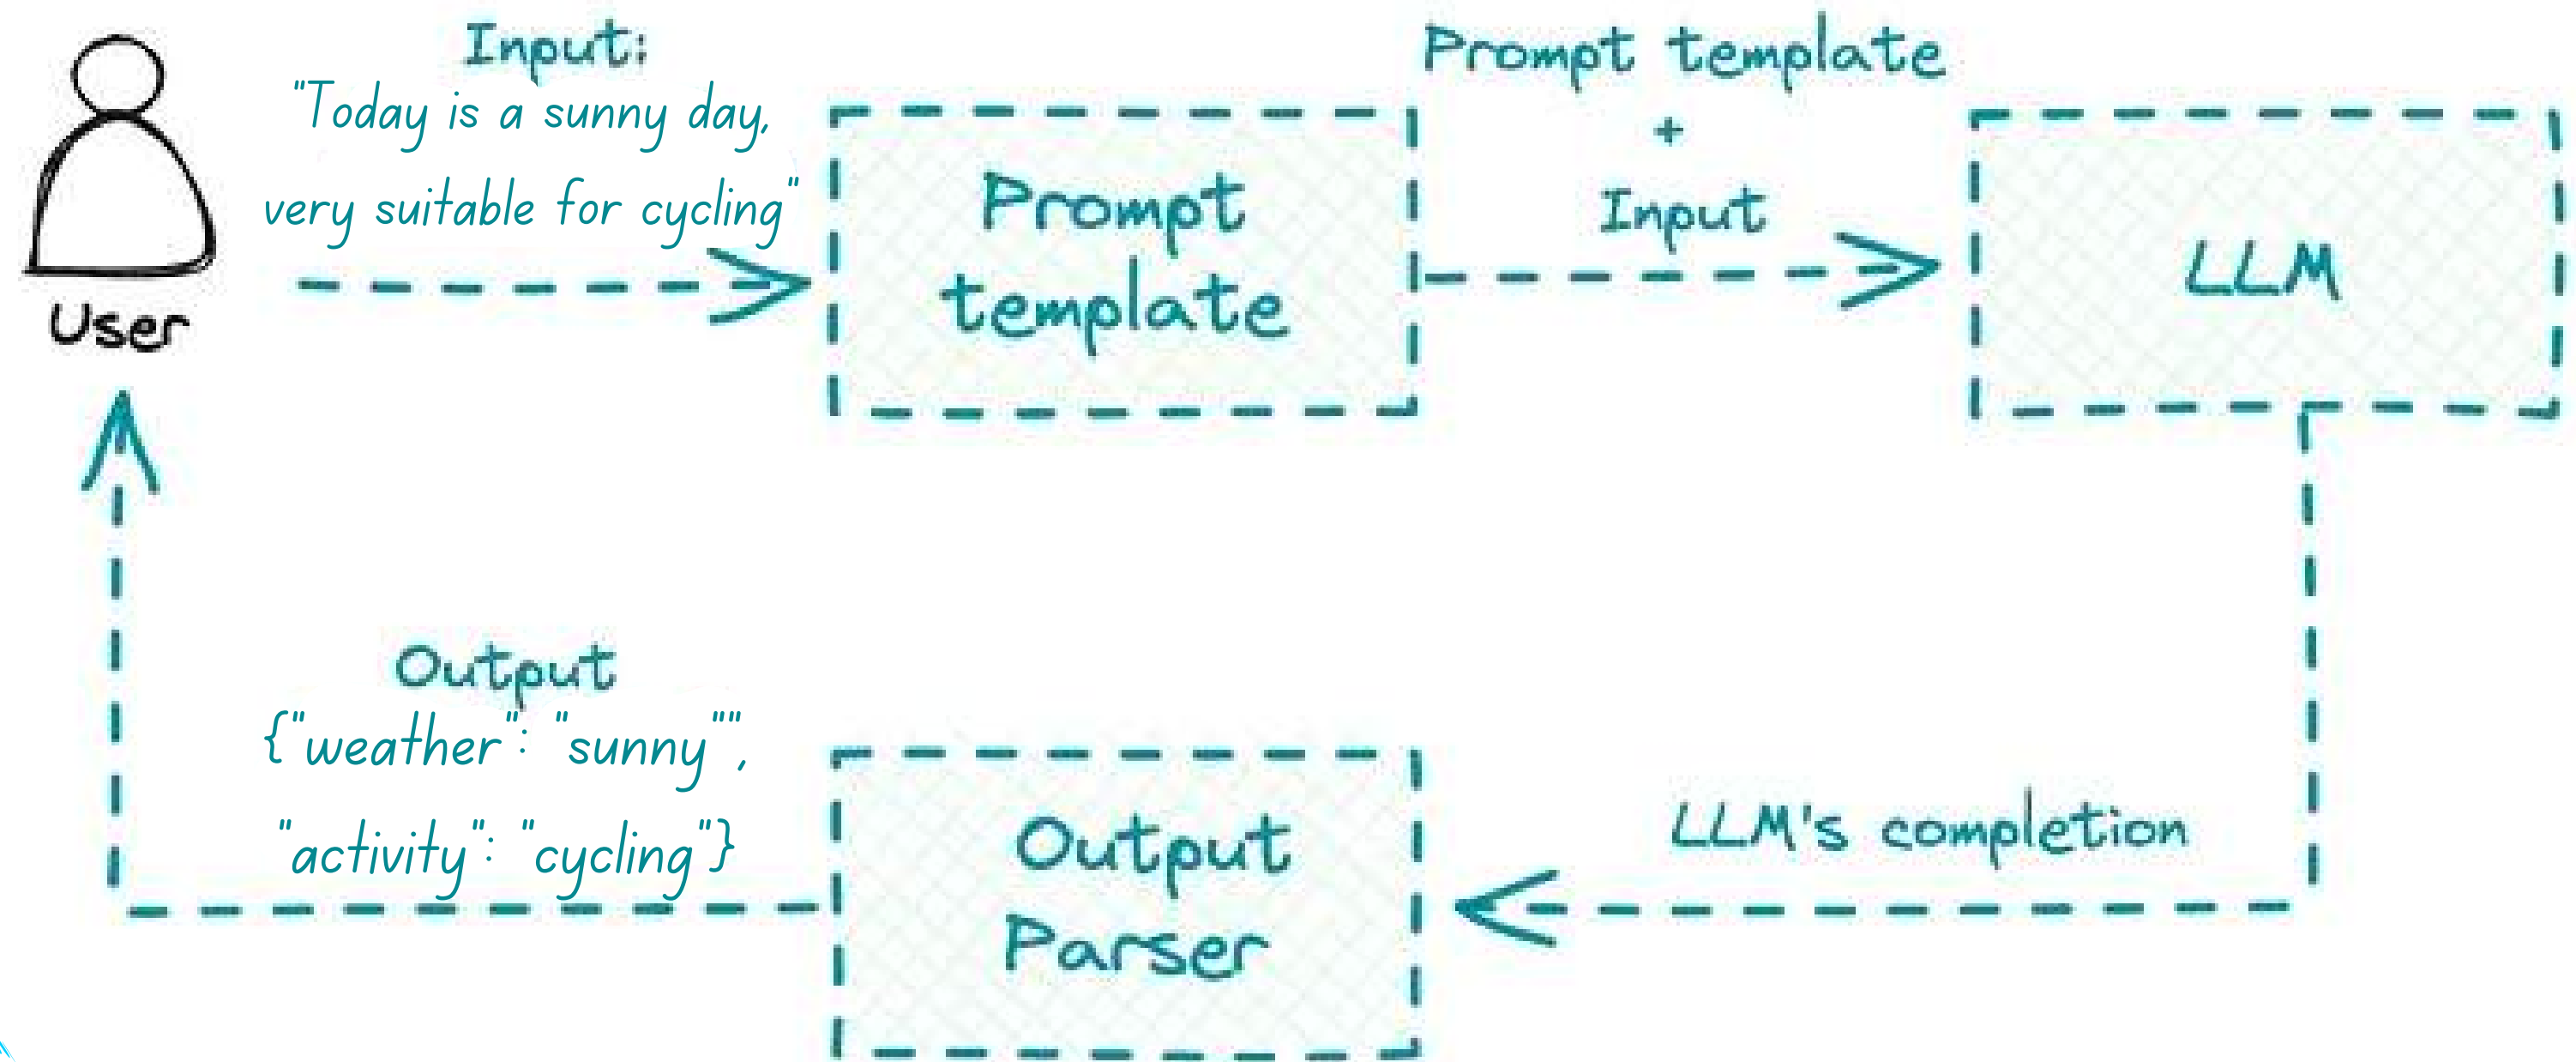 Input:
"Today is a sunny day,
very suitable for cycling"
User
Prompt
template
Prompt template
+
Input
LLM
Output
{"weather": "sunny"",
"activity": "cycling"}
Output
Parser
LLM's completion